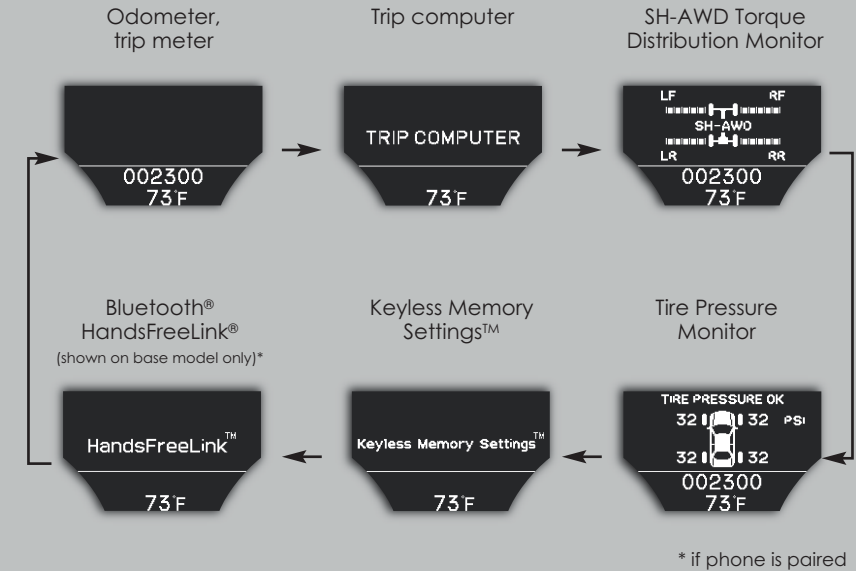 Odometer,
trip meter
Trip computer
SH-AWD Torque
Distribution Monitor
002300
73°F
TRIP COMPUTER
73°F
LF RF
SH-AWD
LR RR
002300
73°F
Bluetooth®
HandsFreeLink®
(shown on base model only)*
Keyless Memory
Settings™
Tire Pressure
Monitor
HandsFreeLink™
73°F
Keyless Memory Settings™
73°F
TIRE PRESSURE OK
32 32 PSI
32 32
002300
73°F
* if phone is paired